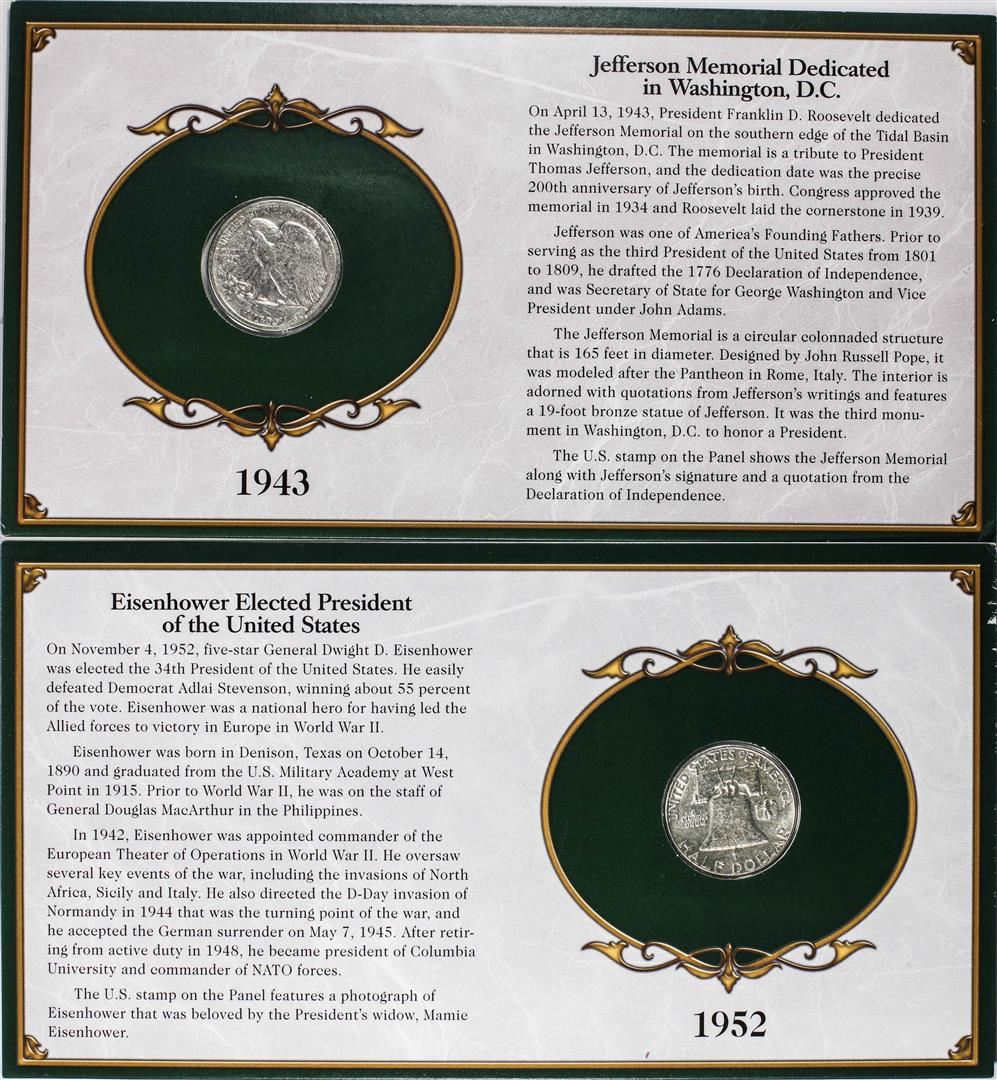 Jefferson Memorial Dedicated
in Washington, D.C.
On April 13, 1943, President Franklin D. Roosevelt dedicated
the Jefferson Memorial on the southern edge of the Tidal Basin
in Washington, D.C. The memorial is a tribute to President
Thomas Jefferson, and the dedication date was the precise
200th anniversary of Jefferson's birth. Congress approved the
memorial in 1934 and Roosevelt laid the cornerstone in 1939.
Jefferson was one of America's Founding Fathers. Prior to
serving as the third President of the United States from 1801
to 1809, he drafted the 1776 Declaration of Independence,
and was Secretary of State for George Washington and Vice
President under John Adams.
The Jefferson Memorial is a circular colonnaded structure
that is 165 feet in diameter. Designed by John Russell Pope, it
was modeled after the Pantheon in Rome, Italy. The interior is
adorned with quotations from Jefferson's writings and features
a 19-foot bronze statue of Jefferson. It was the third monu-
ment in Washington, D.C. to honor a President.
The U.S. stamp on the Panel shows the Jefferson Memorial
along with Jefferson's signature and a quotation from the
Declaration of Independence.
1943
Eisenhower Elected President
of the United States
On November 4, 1952, five-star General Dwight D. Eisenhower
was elected the 34th President of the United States. He easily
defeated Democrat Adlai Stevenson, winning about 55 percent
of the vote. Eisenhower was a national hero for having led the
Allied forces to victory in Europe in World War II.
Eisenhower was born in Denison, Texas on October 14,
1890 and graduated from the U.S. Military Academy at West
Point in 1915. Prior to World War II, he was on the staff of
General Douglas MacArthur in the Philippines.
In 1942, Eisenhower was appointed commander of the
European Theater of Operations in World War II. He oversaw
several key events of the war, including the invasions of North
Africa, Sicily and Italy. He also directed the D-Day invasion of
Normandy in 1944 that was the turning point of the war, and
he accepted the German surrender on May 7, 1945. After retir-
ing from active duty in 1948, he became president of Columbia
University and commander of NATO forces.
The U.S. stamp on the Panel features a photograph of
Eisenhower that was beloved by the President's widow, Mamie
Eisenhower.
UNITED STATES OF AMERICA
HALF DOLLAR
1952